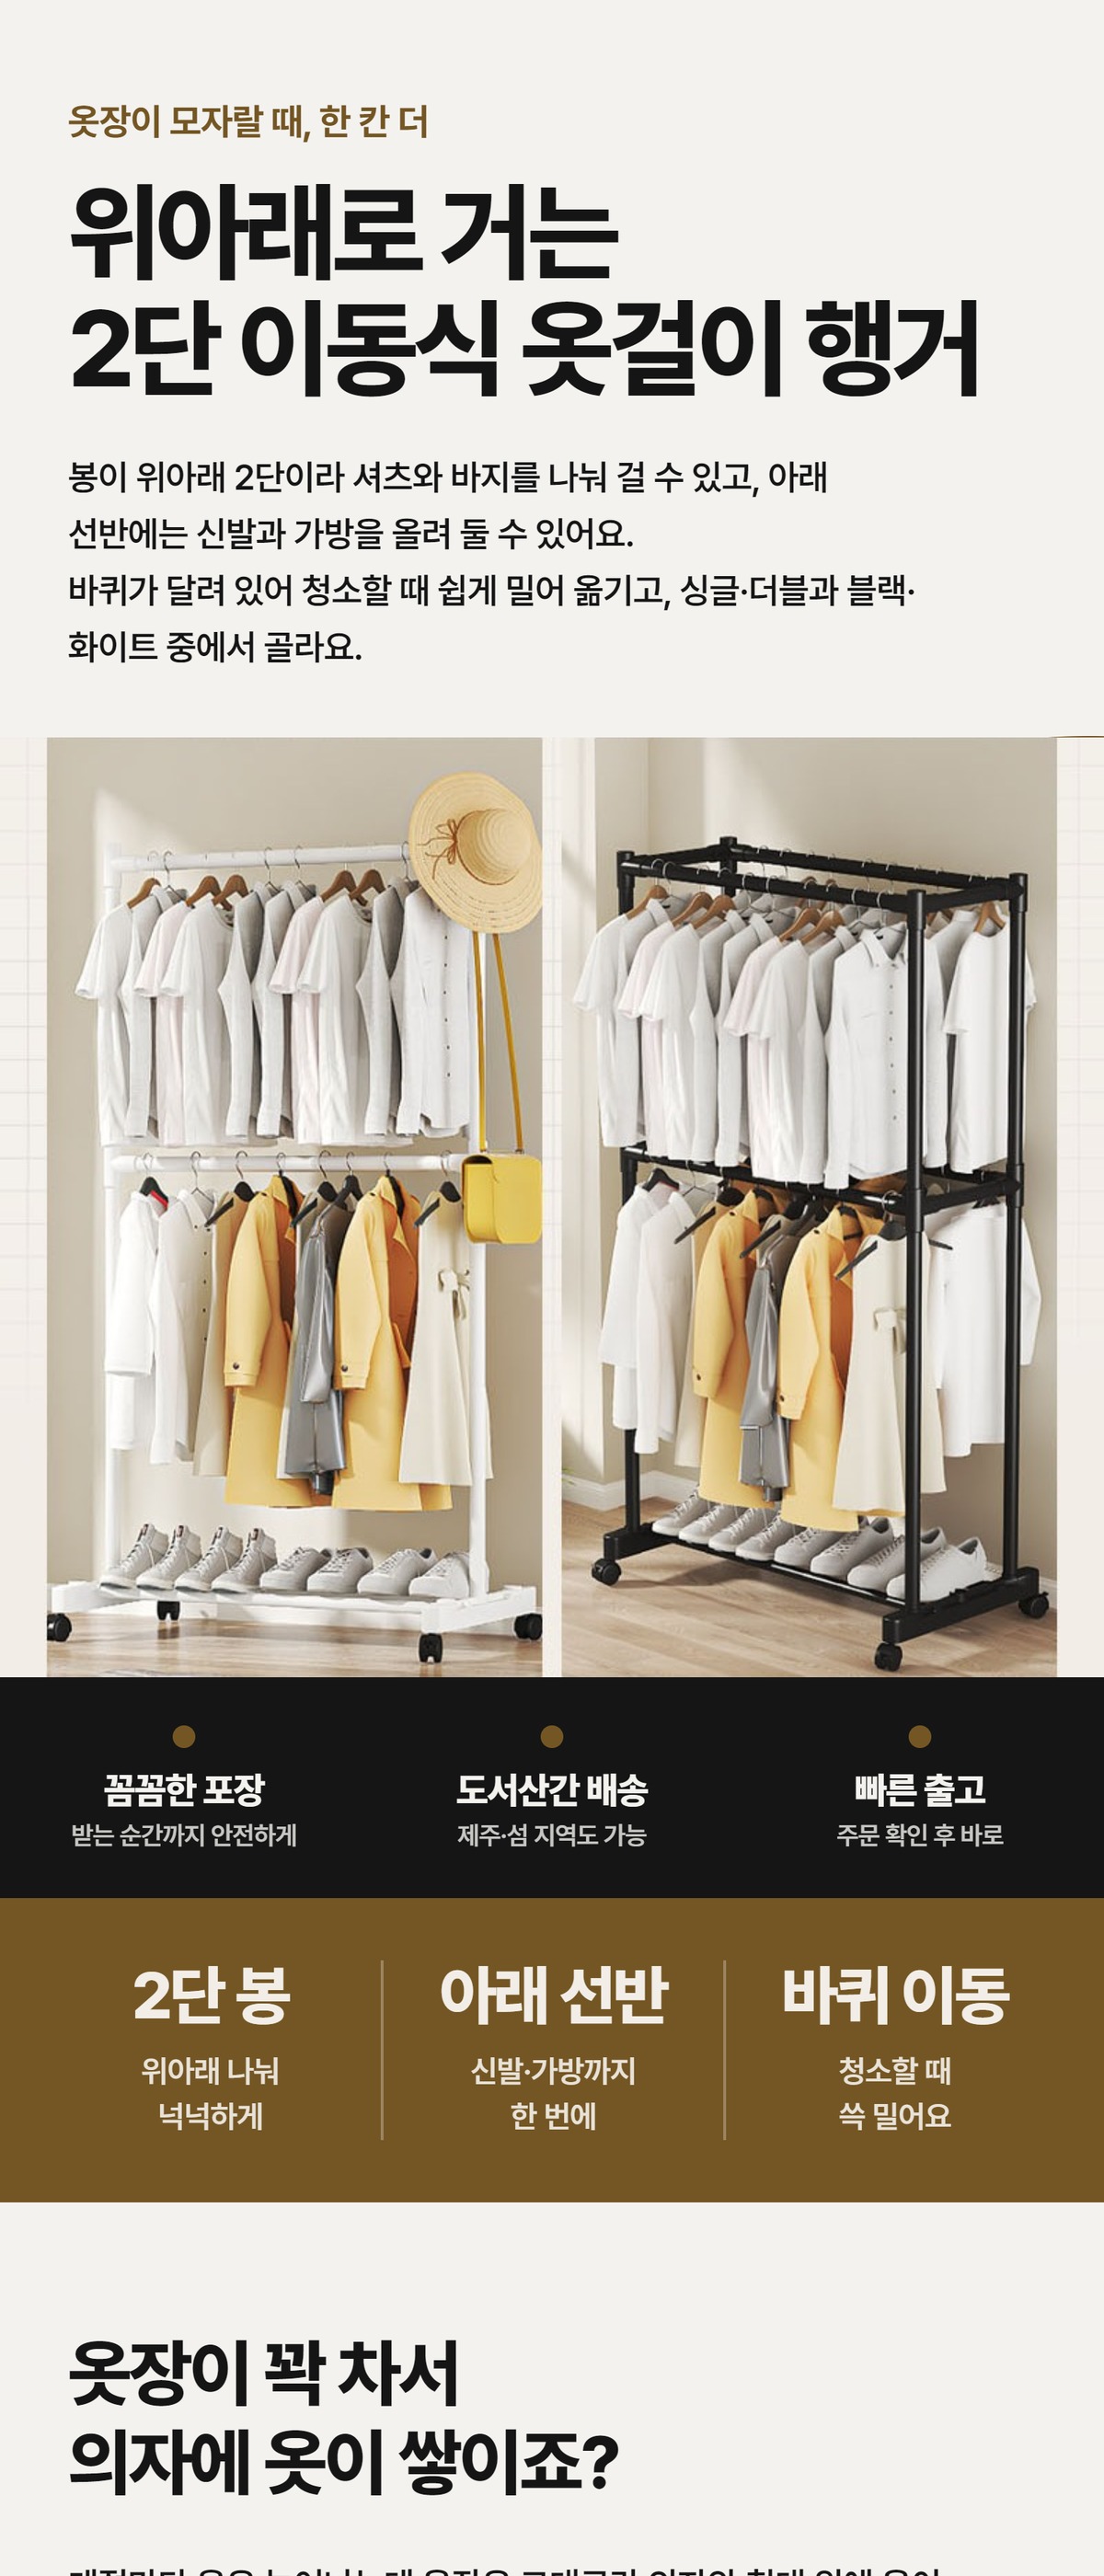 옷장이 모자랄 때, 한 칸 더
위아래로 거는
2단 이동식 옷걸이 행거
봉이 위아래 2단이라 셔츠와 바지를 나눠 걸 수 있고, 아래
선반에는 신발과 가방을 올려 둘 수 있어요.
바퀴가 달려 있어 청소할 때 쉽게 밀어 옮기고, 싱글·더블과 블랙·
화이트 중에서 골라요.
꼼꼼한 포장
받는 순간까지 안전하게
도서산간 배송
제주·섬 지역도 가능
빠른 출고
주문 확인 후 바로
2단 봉
위아래 나눠
넉넉하게
아래 선반
신발·가방까지
한 번에
바퀴 이동
청소할 때
쓱 밀어요
옷장이 꽉 차서
의자에 옷이 쌓이죠?